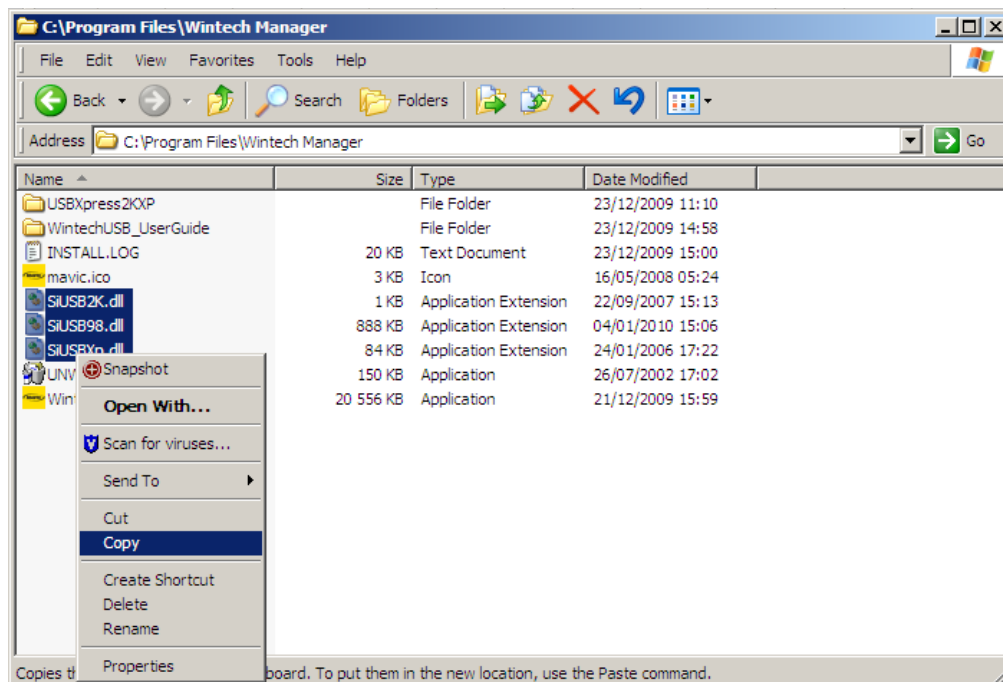 C:\Program Files\Wintech Manager
File Edit View Favorites Tools Help
Back Search Folders
Address C:\Program Files\Wintech Manager Go
Name Size Type Date Modified
USBXpress2KXP File Folder 23/12/2009 11:10
WintechUSB_UserGuide File Folder 23/12/2009 14:58
INSTALL.LOG 20 KB Text Document 23/12/2009 15:00
mavic.ico 3 KB Icon 16/05/2008 05:24
SiUSB2K.dll 1 KB Application Extension 22/09/2007 15:13
SiUSB98.dll 888 KB Application Extension 04/01/2010 15:06
SiUSBXp.dll 84 KB Application Extension 24/01/2006 17:22
150 KB Application 26/07/2002 17:02
20 556 KB Application 21/12/2009 15:59
Snapshot
Open With...
Scan for viruses...
Send To
Cut
Copy
Create Shortcut
Delete
Rename
Properties
Copies board. To put them in the new location, use the Paste command.